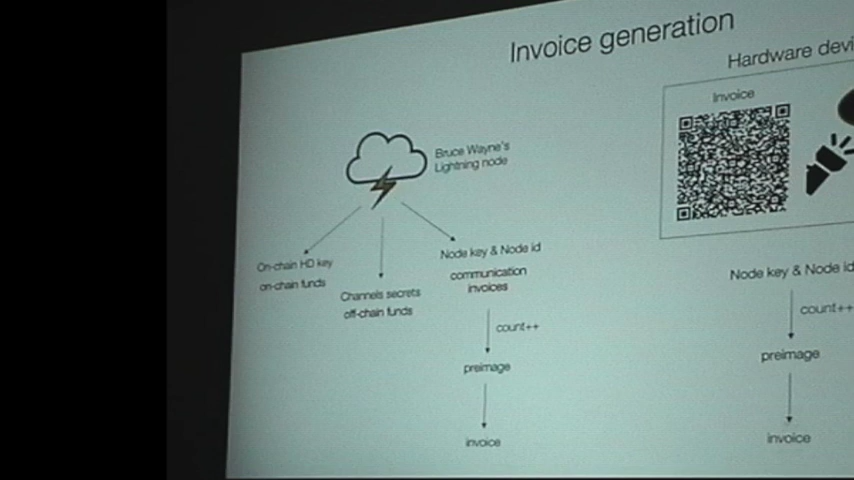 Invoice generation
Bruce Wayne's
Lightning node
On-chain HD key
on-chain funds
Channels secrets
off-chain funds
Node key & Node id
communication
invoices
count++
preimage
invoice
Hardware devi
Invoice
Node key & Node id
count++
preimage
invoice